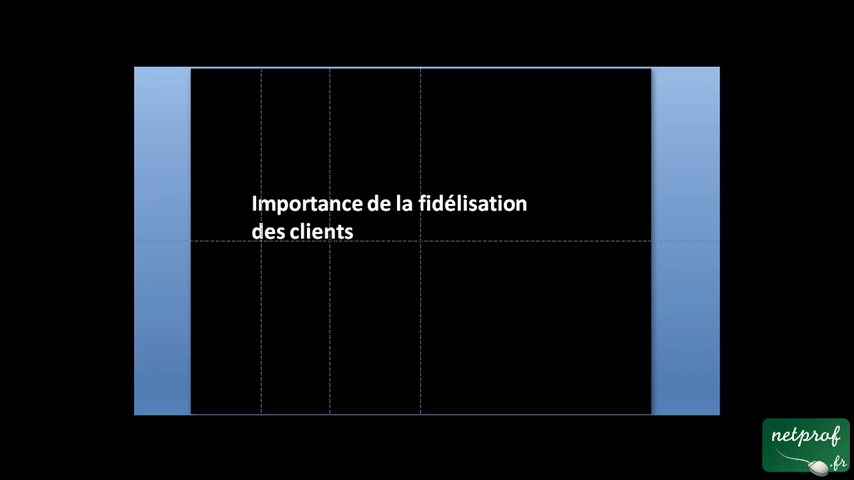 Importance de la fidélisation
des clients
netprof
.fr